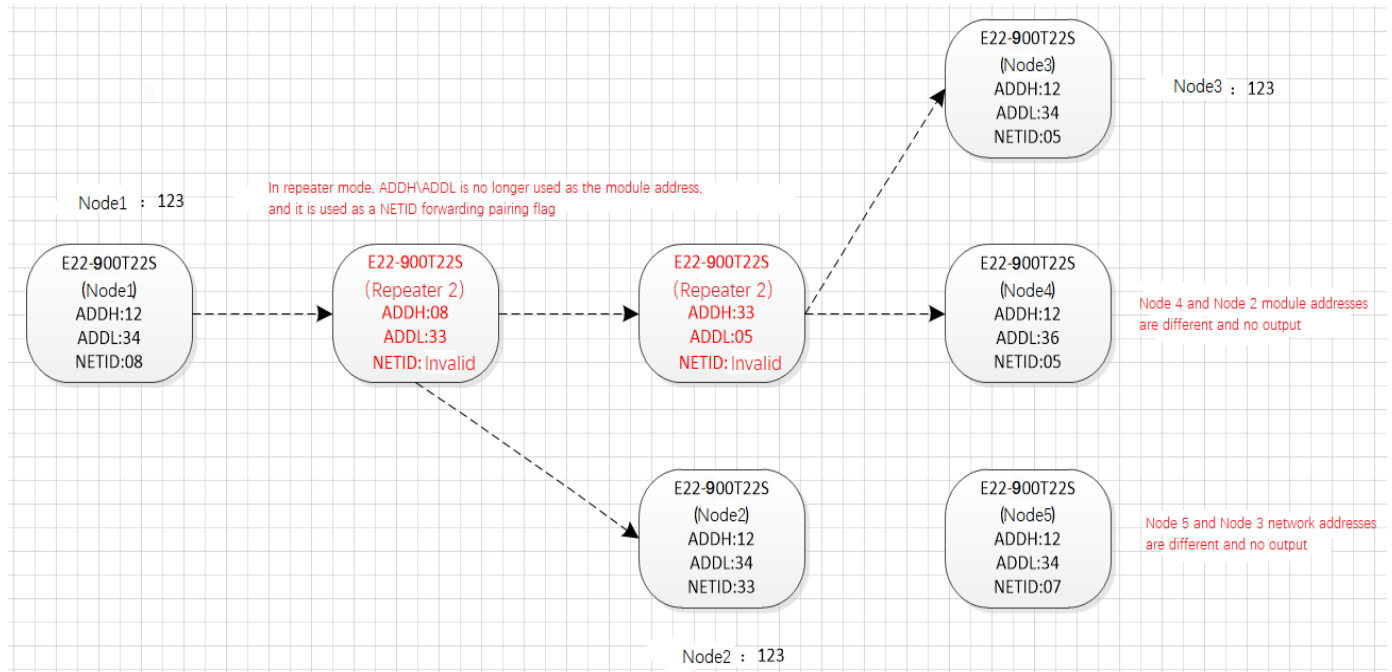 E22-900T22S
(Node3)
ADDH:12
ADDL:34
NETID:05
Node3 : 123
In repeater mode, ADDH\ADDL is no longer used as the module address,
and it is used as a NETID forwarding pairing flag
Node1 : 123
E22-900T22S
(Node1)
ADDH:12
ADDL:34
NETID:08
E22-900T22S
(Repeater 2)
ADDH:08
ADDL:33
NETID: Invalid
E22-900T22S
(Repeater 2)
ADDH:33
ADDL:05
NETID: Invalid
E22-900T22S
(Node4)
ADDH:12
ADDL:36
NETID:05
Node 4 and Node 2 module addresses
are different and no output
E22-900T22S
(Node2)
ADDH:12
ADDL:34
NETID:33
E22-900T22S
(Node5)
ADDH:12
ADDL:34
NETID:07
Node 5 and Node 3 network addresses
are different and no output
Node2 : 123